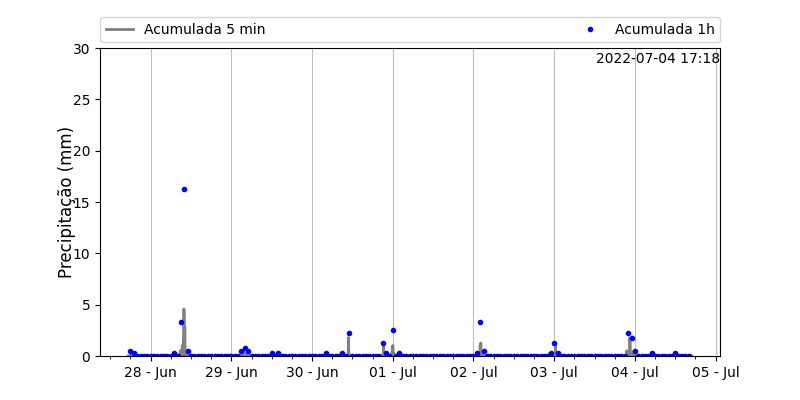 Acumulada 5 min
Acumulada 1h
2022-07-04 17:18
Precipitação (mm)
30
25
20
15
10
5
0
28 - Jun
29 - Jun
30 - Jun
01 - Jul
02 - Jul
03 - Jul
04 - Jul
05 - Jul